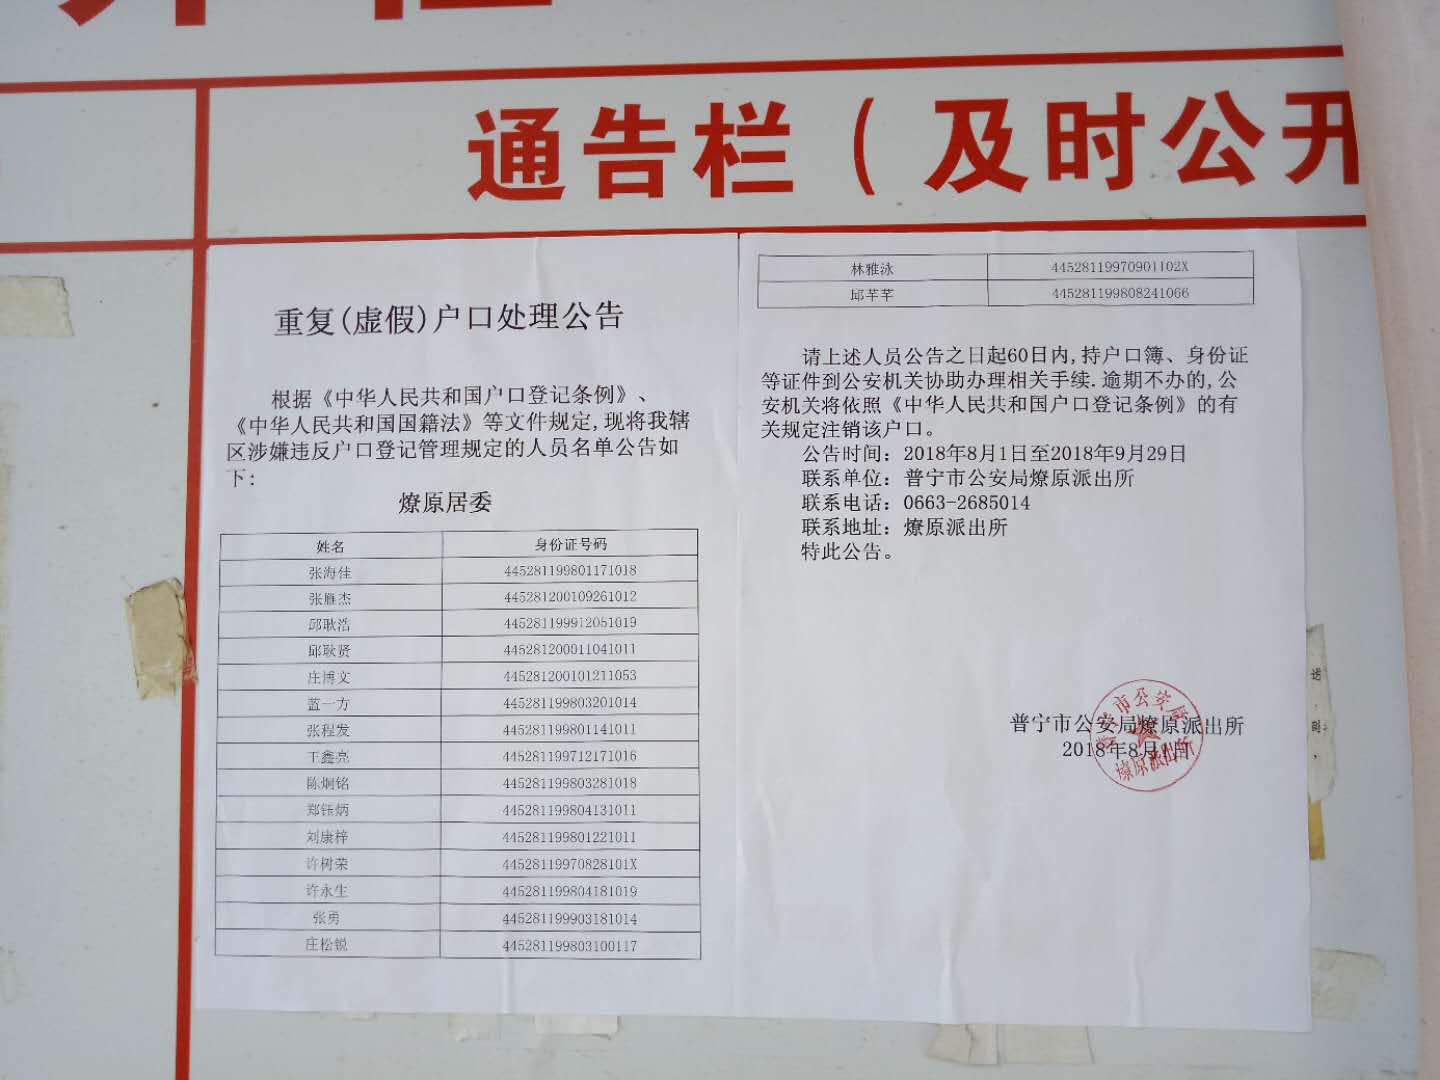 通告栏（及时公开
重复(虚假)户口处理公告
根据《中华人民共和国户口登记条例》、
《中华人民共和国国籍法》等文件规定,现将我辖
区涉嫌违反户口登记管理规定的人员名单公告如
下:
燎原居委
姓名 身份证号码
张海佳 445281199801171018
张雁杰 445281200109261012
邱耿浩 445281199912051019
邱耿贤 445281200011041011
庄博文 445281200101211053
蓝一方 445281199803201014
张程发 445281199801141011
王鑫亮 445281199712171016
陈炯铭 445281199803281018
郑钰炳 445281199804131011
刘康梓 445281199801221011
许树荣 44528119970828101X
许永生 445281199804181019
张勇 445281199903181014
庄松锐 445281199803100117
林雅泳 44528119970901102X
邱芊芊 445281199808241066
请上述人员公告之日起60日内,持户口簿、身份证
等证件到公安机关协助办理相关手续.逾期不办的,公
安机关将依照《中华人民共和国户口登记条例》的有
关规定注销该户口。
公告时间：2018年8月1日至2018年9月29日
联系单位：普宁市公安局燎原派出所
联系电话：0663-2685014
联系地址：燎原派出所
特此公告。
普宁市公安局燎原派出所
2018年8月1日
普宁市公安局
燎原派出所